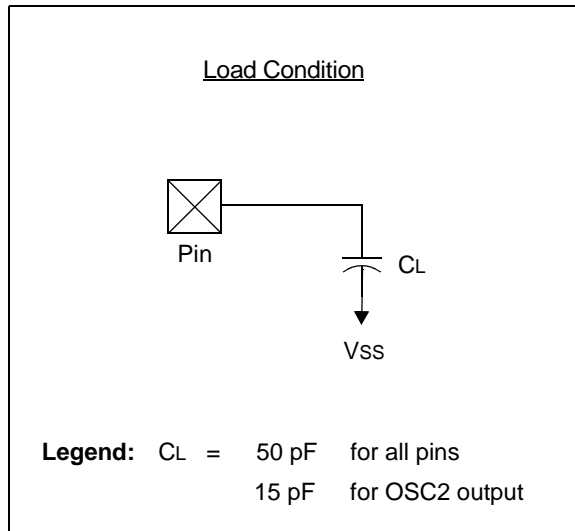 Load Condition
Pin
CL
VSS
Legend: CL = 50 pF for all pins
15 pF for OSC2 output